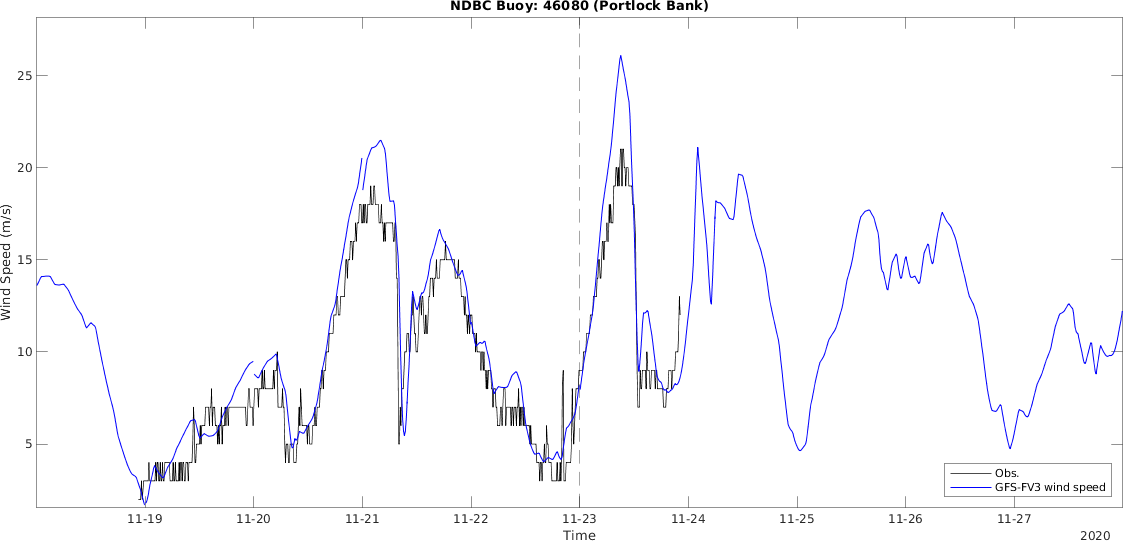 NDBC Buoy: 46080 (Portlock Bank)
25
20
15
10
5
Wind Speed (m/s)
11-19 11-20 11-21 11-22 11-23 11-24 11-25 11-26 11-27
Time
2020
Obs.
GFS-FV3 wind speed